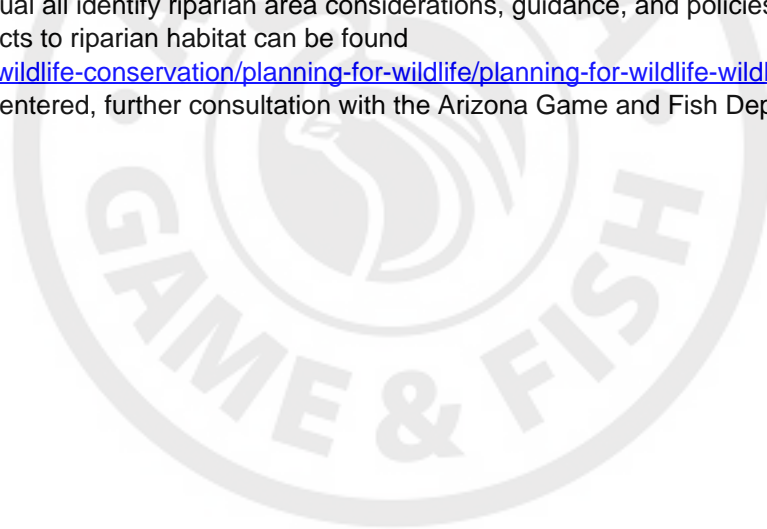 ual all identify riparian area considerations, guidance, and policies
cts to riparian habitat can be found
wildlife-conservation/planning-for-wildlife/planning-for-wildlife-wildl
entered, further consultation with the Arizona Game and Fish Dep
GAME & FISH